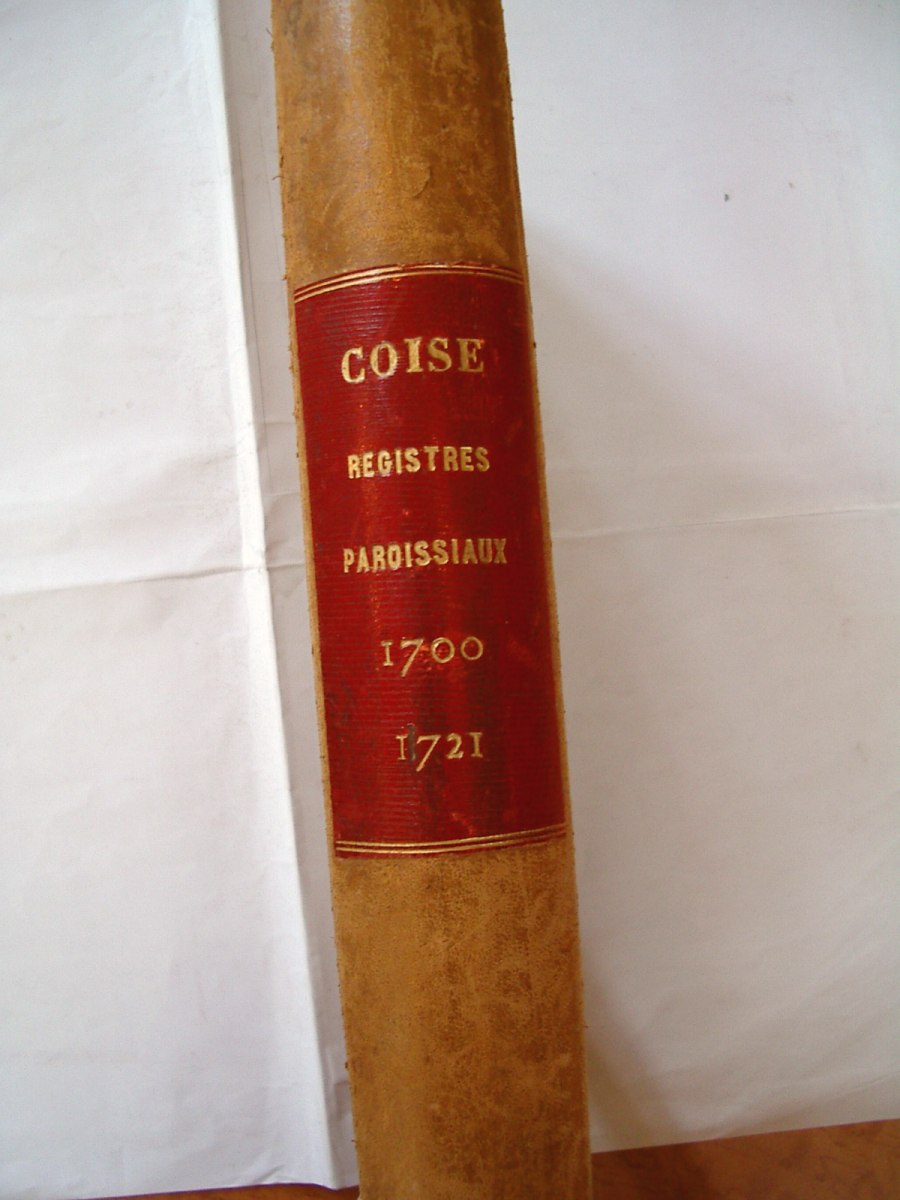 COISE
REGISTRES
PAROISSIAUX
1700
1721